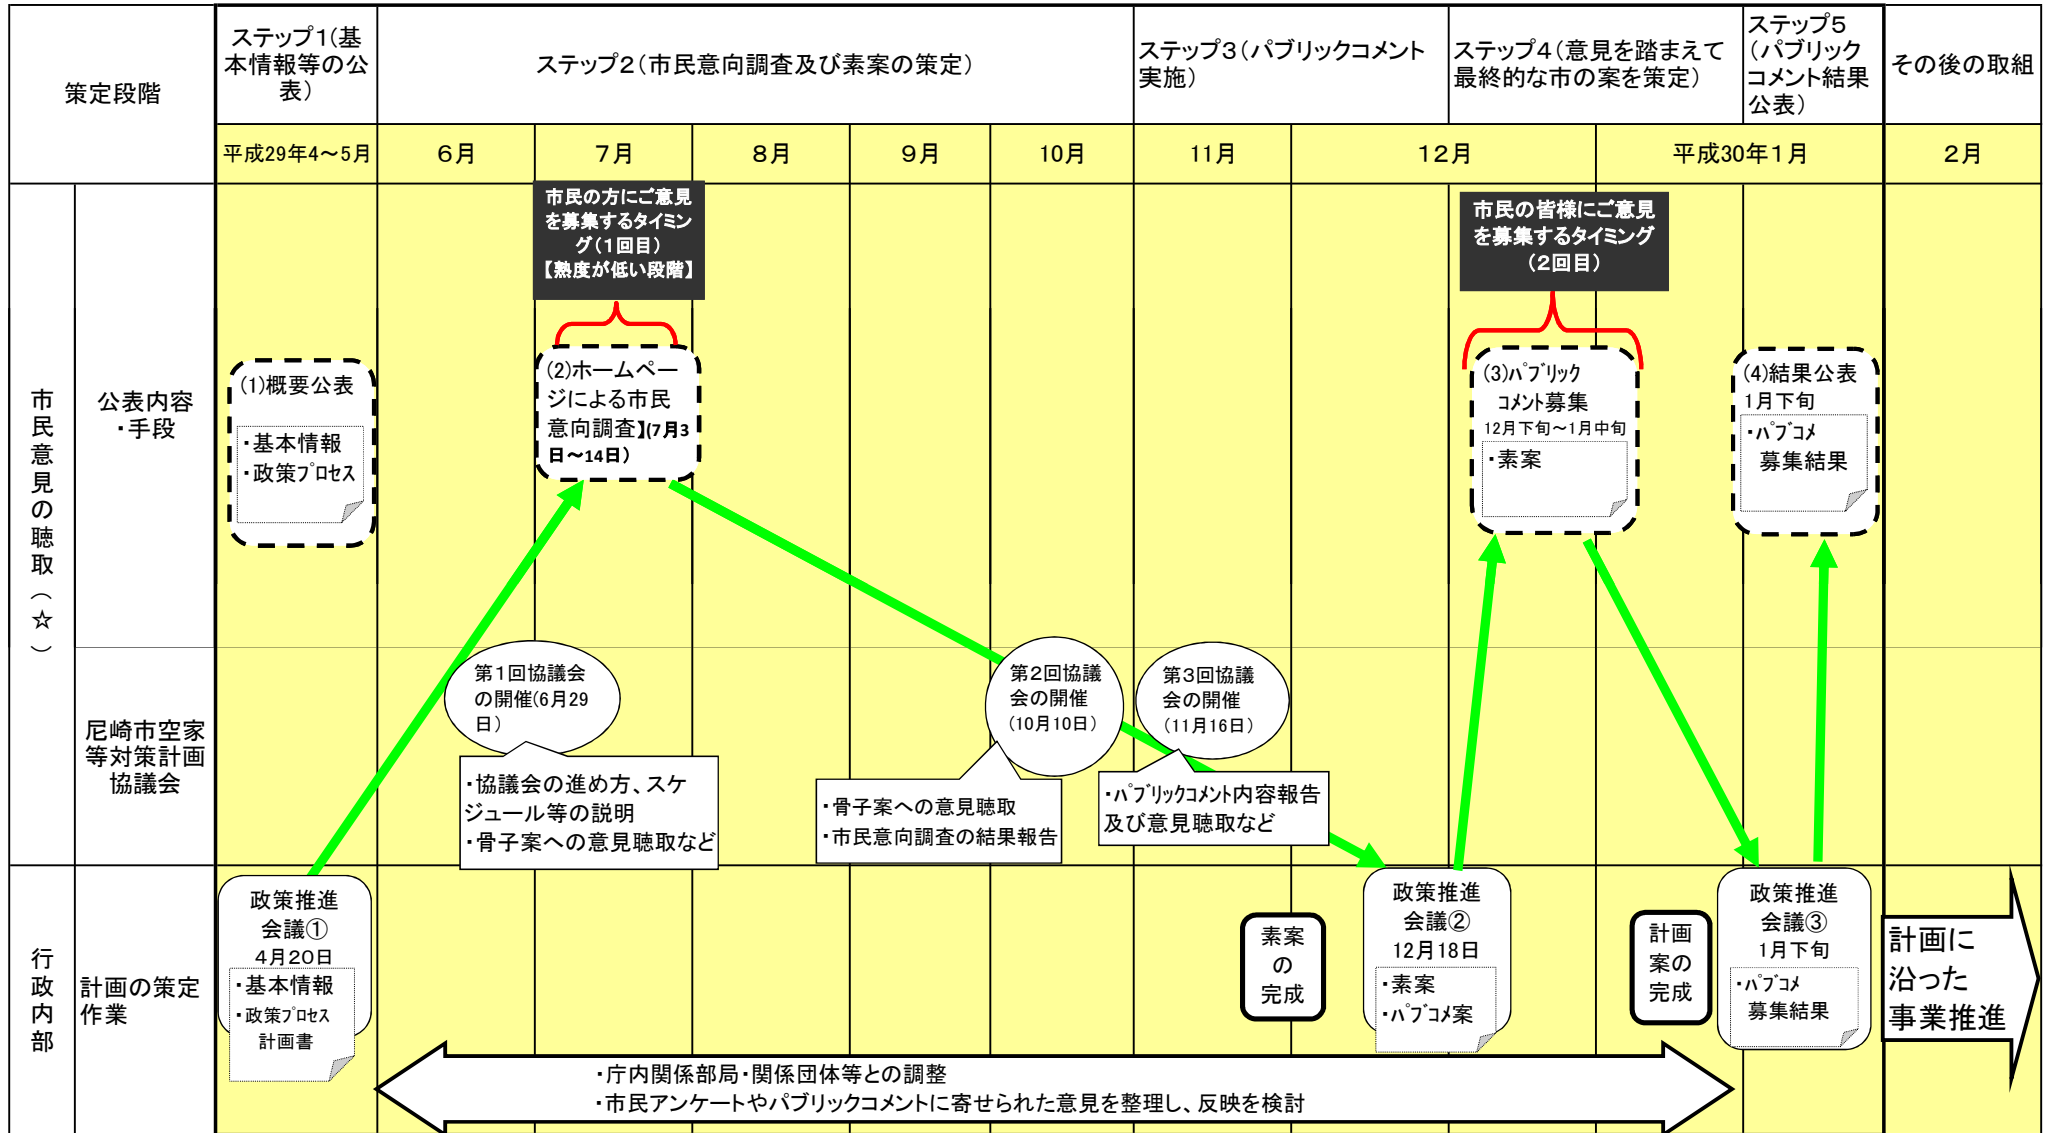 策定段階
ステップ1(基
本情報等の公
表)
ステップ2(市民意向調査及び素案の策定)
ステップ3(パブリックコメント
実施)
ステップ4(意見を踏まえて
最終的な市の案を策定)
ステップ5
(パブリック
コメント結果
公表)
その後の取組
平成29年4～5月
6月
7月
8月
9月
10月
11月
12月
平成30年1月
2月
市民意見の聴取(☆)
公表内容
・手段
市民の方にご意見
を募集するタイミン
グ(1回目)
【熟度が低い段階】
市民の皆様にご意見
を募集するタイミング
(2回目)
(1)概要公表
・基本情報
・政策プロセス
(2)ホームペー
ジによる市民
意向調査】(7月3
日～14日)
(3)パブリック
コメント募集
12月下旬～1月中旬
・素案
(4)結果公表
1月下旬
・パブコメ
募集結果
尼崎市空家
等対策計画
協議会
第1回協議会
の開催(6月29
日)
・協議会の進め方、スケ
ジュール等の説明
・骨子案への意見聴取など
第2回協議
会の開催
(10月10日)
・骨子案への意見聴取
・市民意向調査の結果報告
第3回協議
会の開催
(11月16日)
・パブリックコメント内容報告
及び意見聴取など
行政内部
計画の策定
作業
政策推進
会議①
4月20日
・基本情報
・政策プロセス
計画書
素案
の
完成
政策推進
会議②
12月18日
・素案
・パブコメ案
計画
案の
完成
政策推進
会議③
1月下旬
・パブコメ
募集結果
計画に
沿った
事業推進
・庁内関係部局・関係団体等との調整
・市民アンケートやパブリックコメントに寄せられた意見を整理し、反映を検討